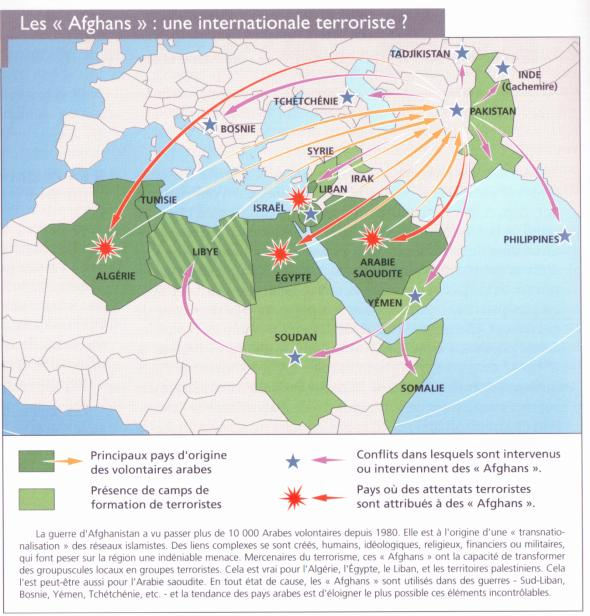 Les « Afghans » : une internationale terroriste ?
TADJIKISTAN
INDE
(Cachemire)
TCHÉTCHÉNIE
PAKISTAN
BOSNIE
SYRIE
IRAK
LIBAN
TUNISIE
ISRAËL
PHILIPPINES
LIBYE
ARABIE
SAOUDITE
ALGÉRIE
ÉGYPTE
YÉMEN
SOUDAN
SOMALIE
Principaux pays d'origine
des volontaires arabes
Conflits dans lesquels sont intervenus
ou interviennent des « Afghans ».
Présence de camps de
formation de terroristes
Pays où des attentats terroristes
sont attribués à des « Afghans ».
La guerre d'Afghanistan a vu passer plus de 10 000 Arabes volontaires depuis 1980. Elle est à l'origine d'une « transnatio-
nalisation » des réseaux islamistes. Des liens complexes se sont créés, humains, idéologiques, religieux, financiers ou militaires,
qui font peser sur la région une indéniable menace. Mercenaires du terrorisme, ces « Afghans » ont la capacité de transformer
des groupuscules locaux en groupes terroristes. Cela est vrai pour l'Algérie, l'Égypte, le Liban, et les territoires palestiniens. Cela
l'est peut-être aussi pour l'Arabie saoudite. En tout état de cause, les « Afghans » sont utilisés dans des guerres - Sud-Liban,
Bosnie, Yémen, Tchétchénie, etc. - et la tendance des pays arabes est d'éloigner le plus possible ces éléments incontrôlables.